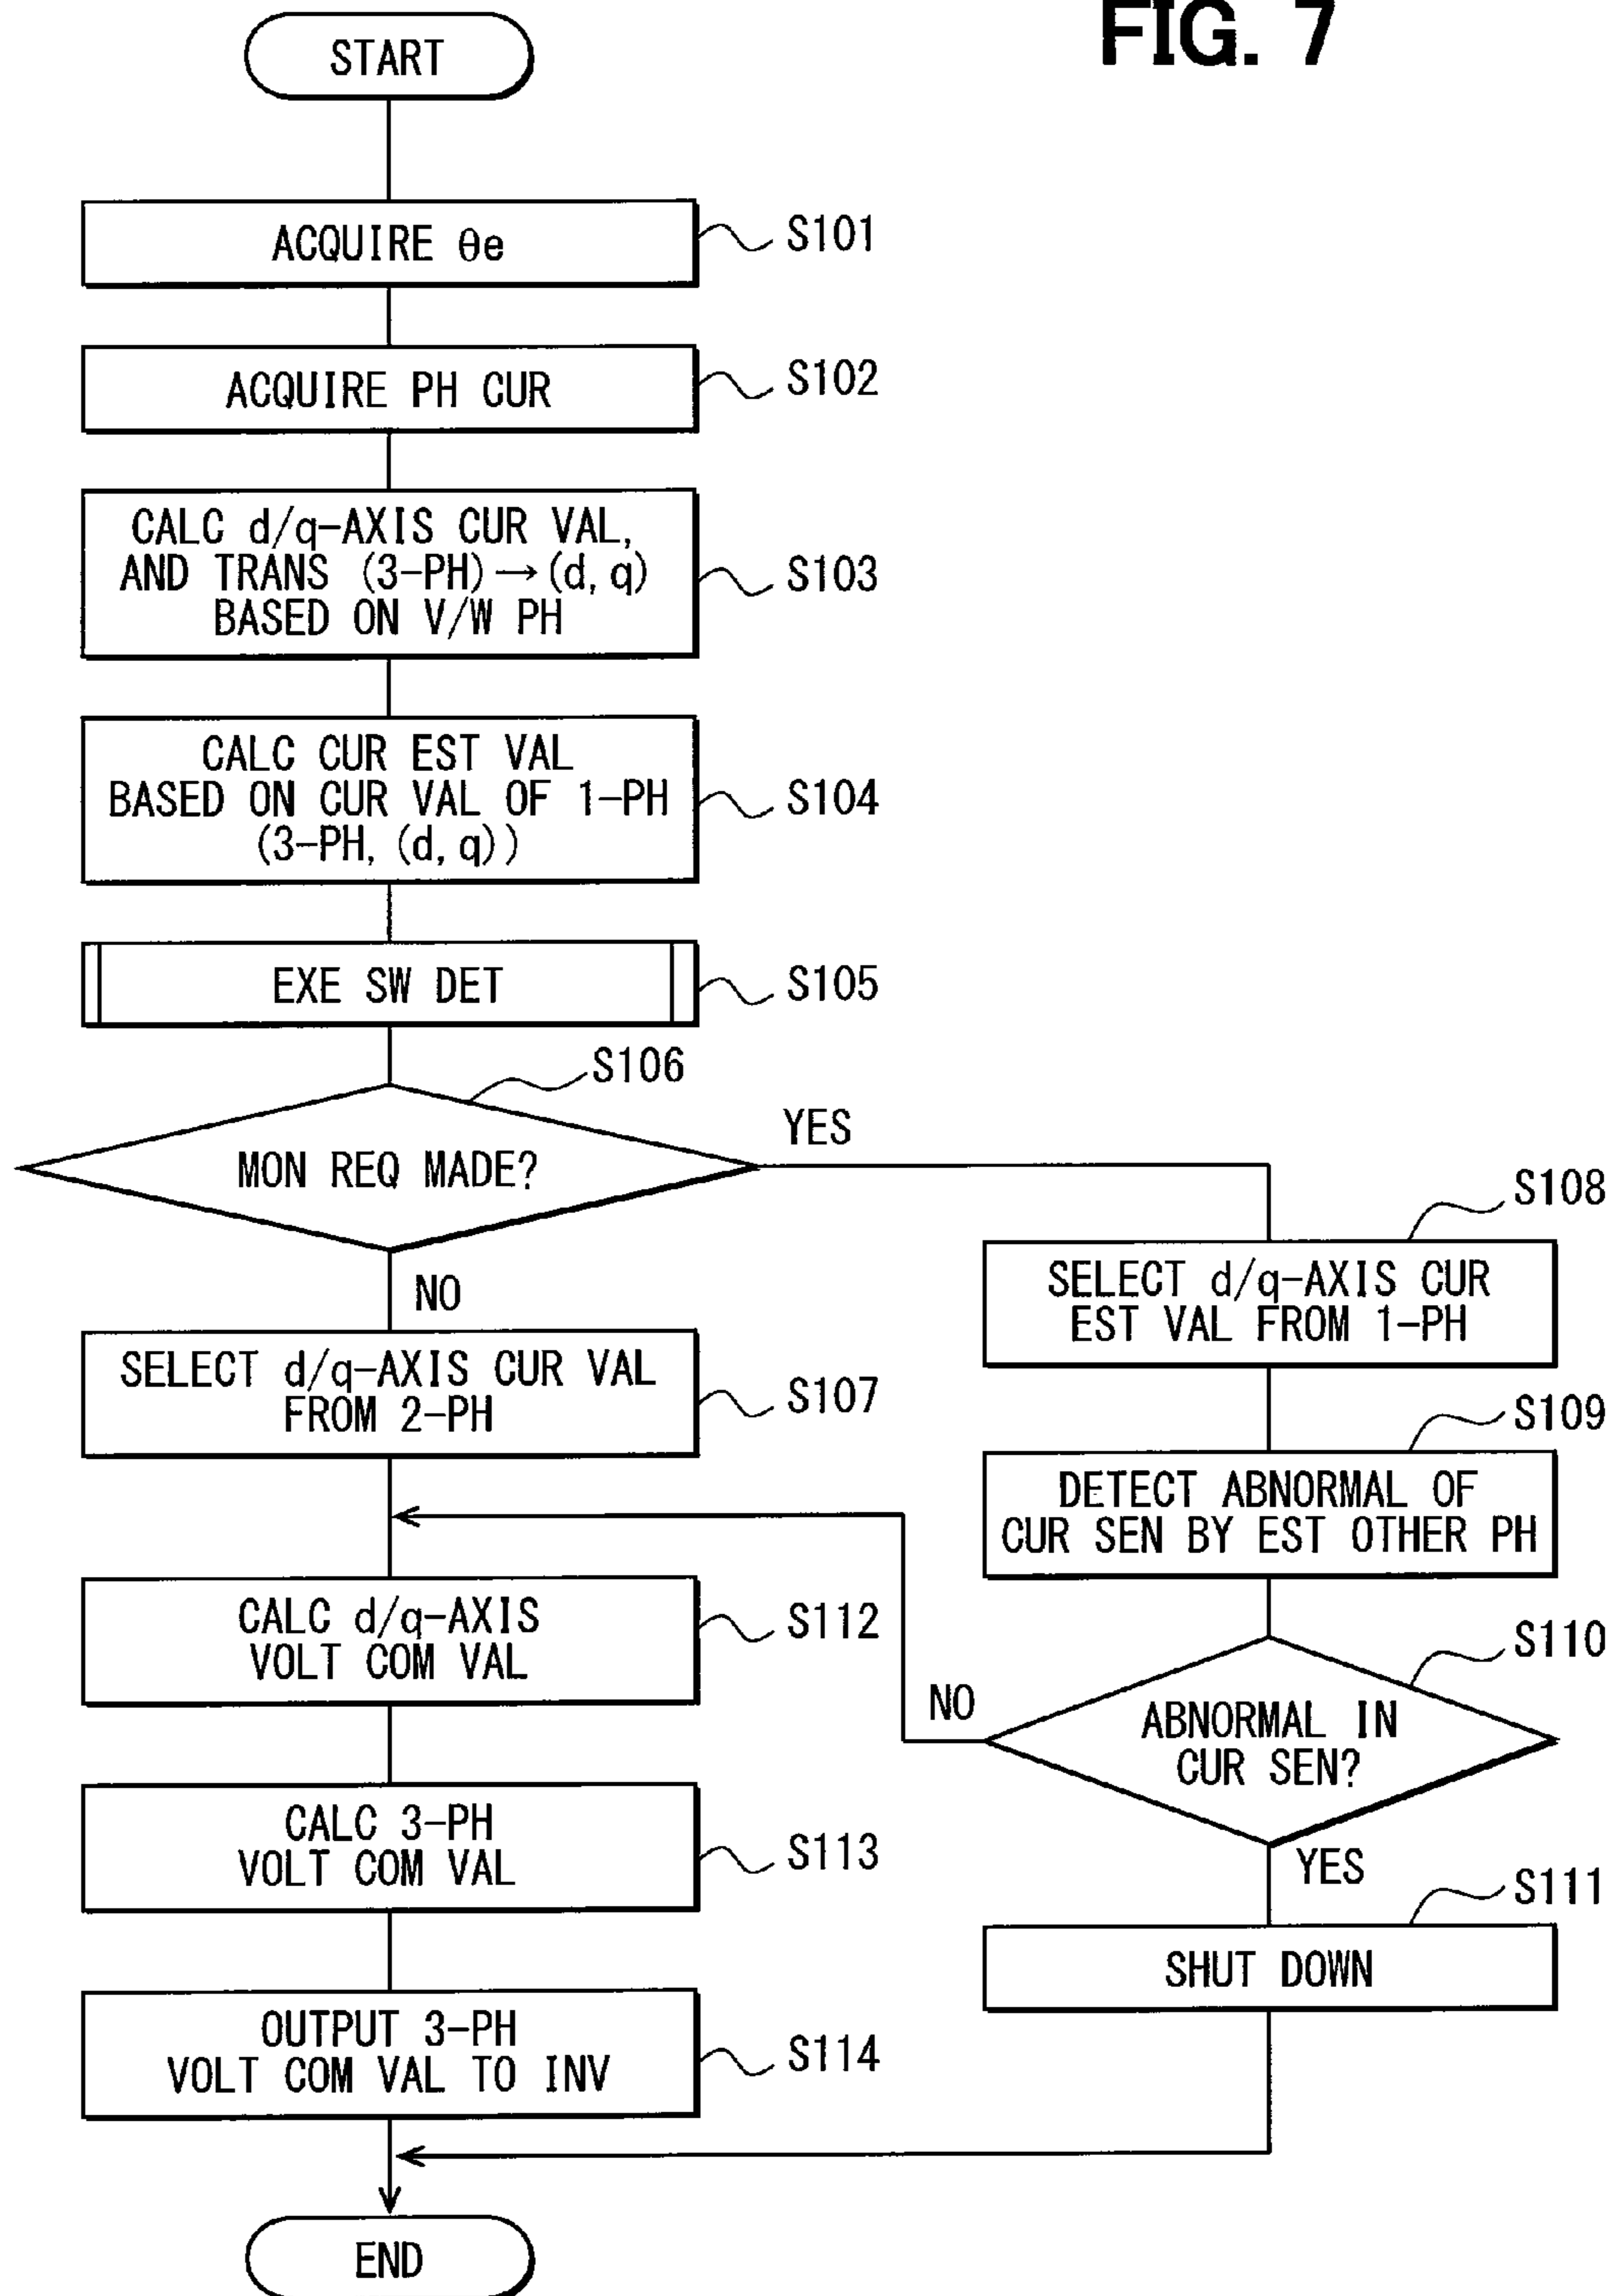 FIG. 7
START
ACQUIRE θe
S101
ACQUIRE PH CUR
S102
CALC d/q-AXIS CUR VAL,
AND TRANS (3-PH)→(d, q)
BASED ON V/W PH
S103
CALC CUR EST VAL
BASED ON CUR VAL OF 1-PH
(3-PH, (d, q))
S104
EXE SW DET
S105
S106
MON REQ MADE?
YES
NO
SELECT d/q-AXIS CUR VAL
FROM 2-PH
S107
S108
SELECT d/q-AXIS CUR
EST VAL FROM 1-PH
S109
DETECT ABNORMAL OF
CUR SEN BY EST OTHER PH
S110
ABNORMAL IN
CUR SEN?
NO
YES
S111
SHUT DOWN
CALC d/q-AXIS
VOLT COM VAL
S112
CALC 3-PH
VOLT COM VAL
S113
OUTPUT 3-PH
VOLT COM VAL TO INV
S114
END